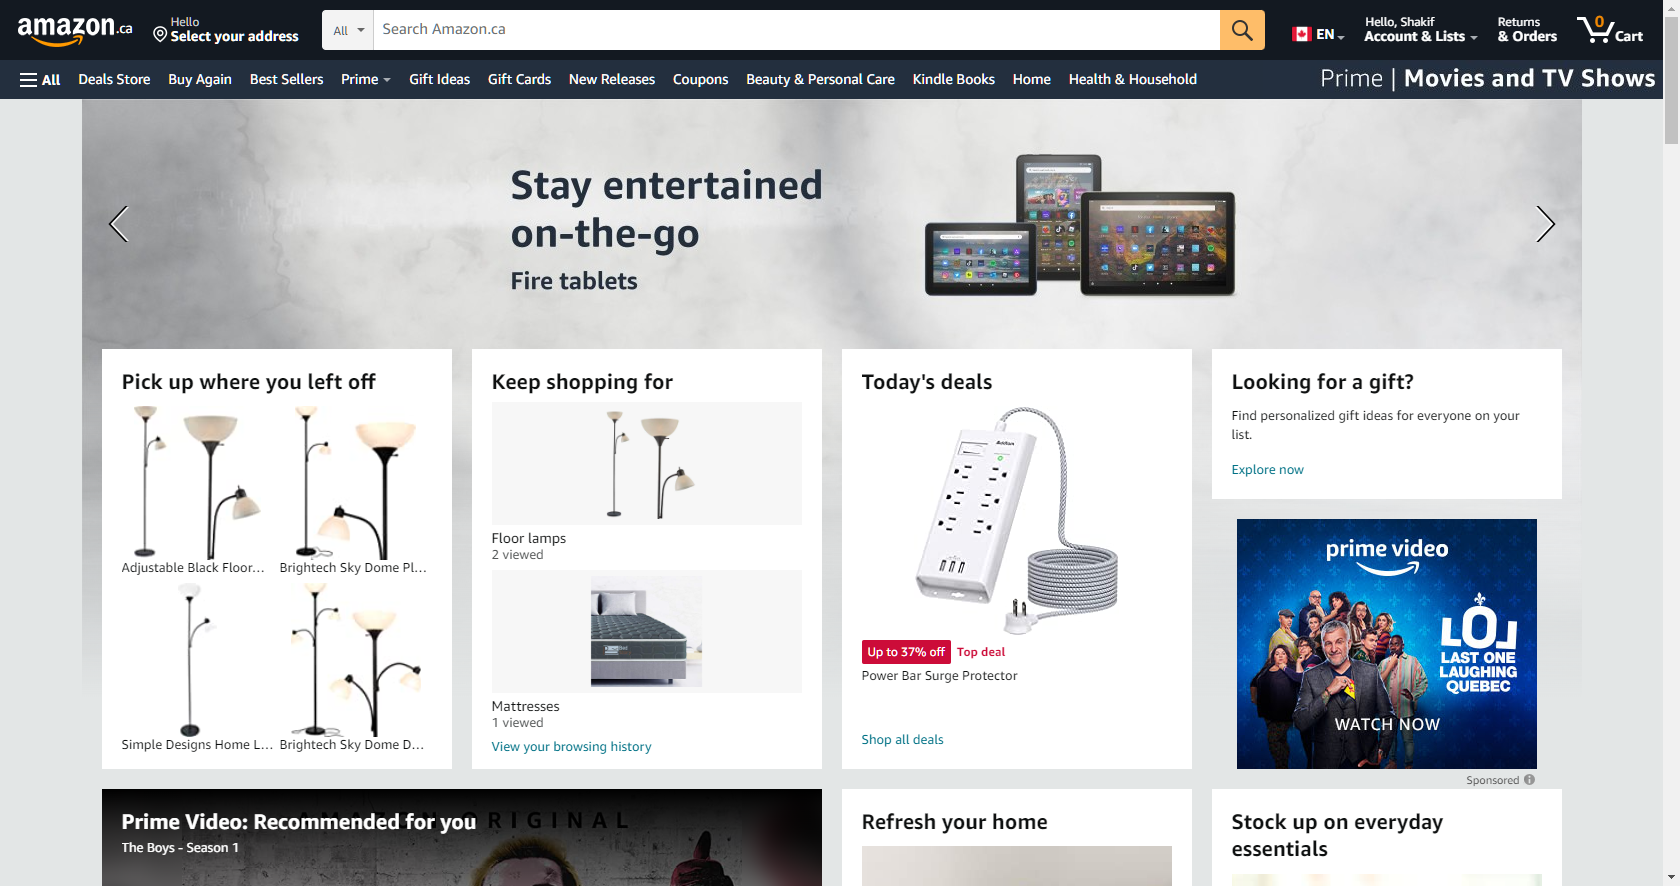 amazon.ca
Hello
Select your address
All
Search Amazon.ca
EN
Hello, Shakif
Account & Lists
Returns
& Orders
0
Cart
All
Deals Store
Buy Again
Best Sellers
Prime
Gift Ideas
Gift Cards
New Releases
Coupons
Beauty & Personal Care
Kindle Books
Home
Health & Household
Prime | Movies and TV Shows
Stay entertained
on-the-go
Fire tablets
Pick up where you left off
Adjustable Black Floor...
Brightech Sky Dome Pl...
Simple Designs Home L...
Brightech Sky Dome D...
Keep shopping for
Floor lamps
2 viewed
Mattresses
1 viewed
View your browsing history
Today's deals
Up to 37% off
Top deal
Power Bar Surge Protector
Shop all deals
Looking for a gift?
Find personalized gift ideas for everyone on your
list.
Explore now
prime video
LOL
LAST ONE
LAUGHING
QUEBEC
WATCH NOW
Sponsored
AMAZON ORIGINAL
Prime Video: Recommended for you
The Boys - Season 1
Refresh your home
Stock up on everyday
essentials